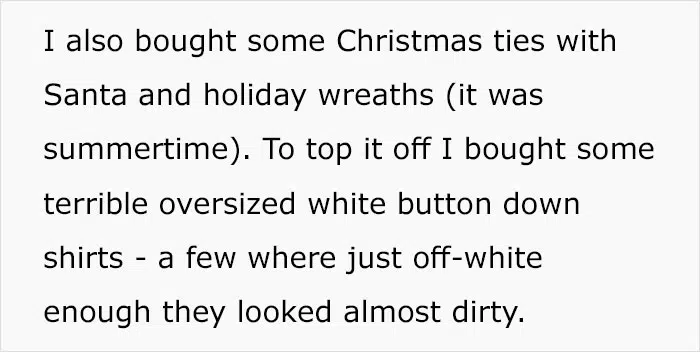 I also bought some Christmas ties with
Santa and holiday wreaths (it was
summertime). To top it off I bought some
terrible oversized white button down
shirts - a few where just off-white
enough they looked almost dirty.